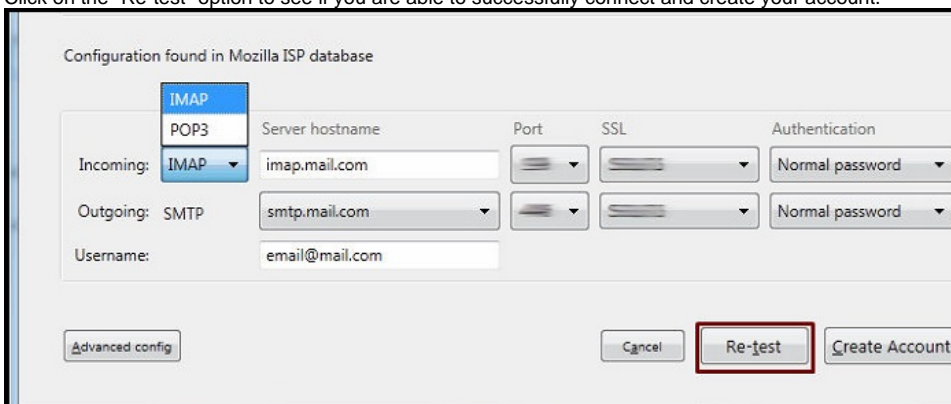 Click on the "Re-test" option to see if you are able to successfully connect and create your account.
Configuration found in Mozilla ISP database
IMAP
POP3
Server hostname Port SSL Authentication
Incoming: IMAP imap.mail.com Normal password
Outgoing: SMTP smtp.mail.com Normal password
Username: email@mail.com
Advanced config Cancel Re-test Create Account